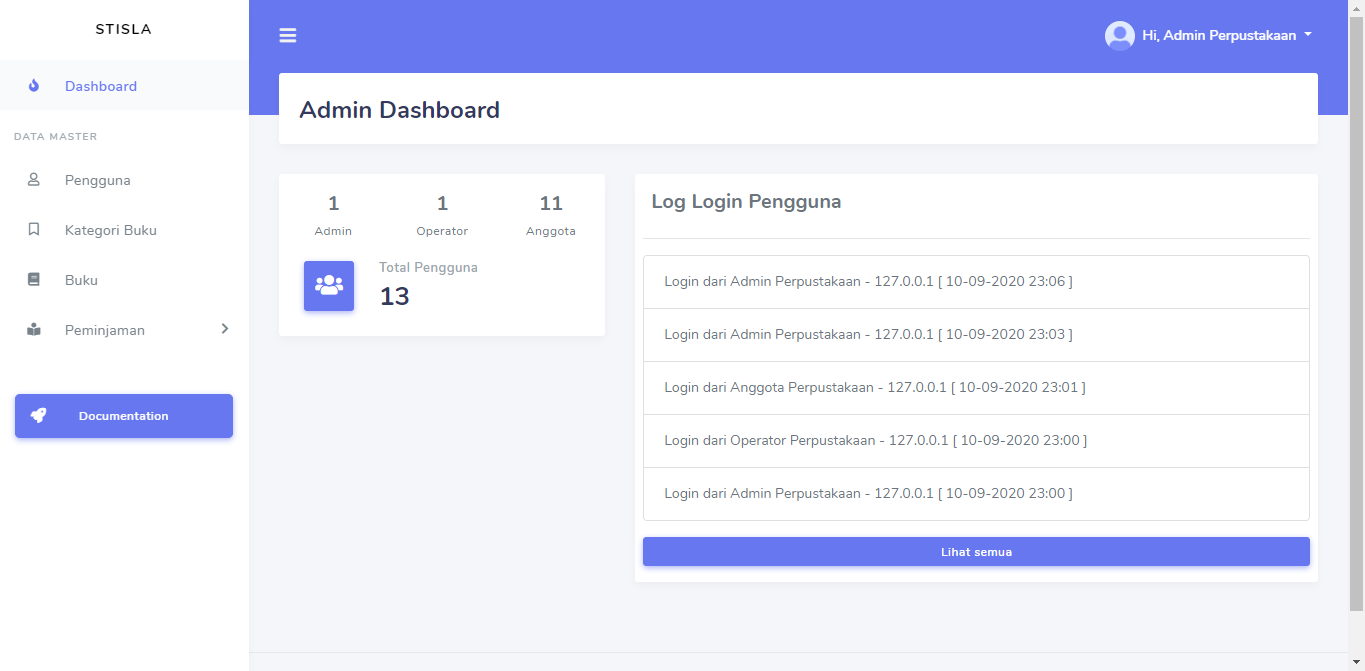 STISLA
Dashboard
DATA MASTER
Pengguna
Kategori Buku
Buku
Peminjaman
Documentation
Hi, Admin Perpustakaan
Admin Dashboard
1 1 11
Admin Operator Anggota
Total Pengguna
13
Log Login Pengguna
Login dari Admin Perpustakaan - 127.0.0.1 [ 10-09-2020 23:06 ]
Login dari Admin Perpustakaan - 127.0.0.1 [ 10-09-2020 23:03 ]
Login dari Anggota Perpustakaan - 127.0.0.1 [ 10-09-2020 23:01 ]
Login dari Operator Perpustakaan - 127.0.0.1 [ 10-09-2020 23:00 ]
Login dari Admin Perpustakaan - 127.0.0.1 [ 10-09-2020 23:00 ]
Lihat semua